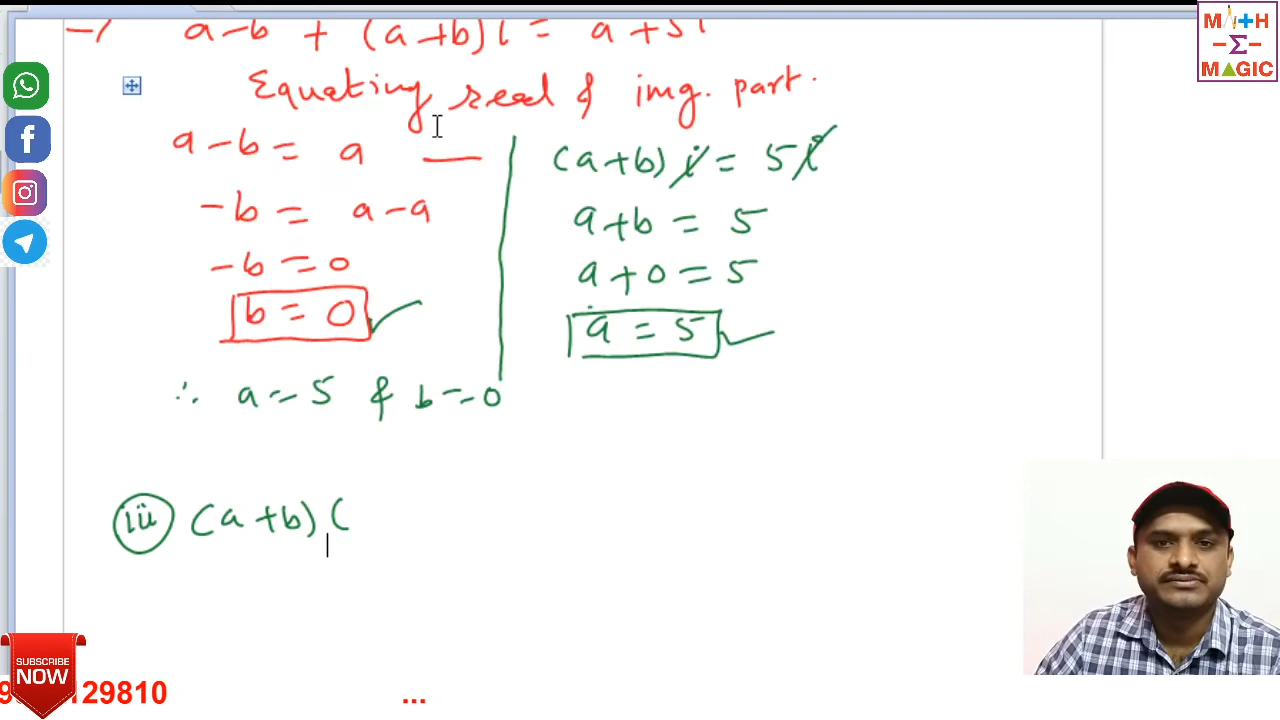 a-b + (a+b)i = a+5i
Equating real & img. part.
a-b = a
-b = a-a
-b = 0
b = 0
(a+b) i = 5i
a+b = 5
a+0 = 5
a = 5
∴ a = 5 & b = 0
iii (a+b) (
MATH
-Σ-
MAGIC
SUBSCRIBE
NOW
129810
...